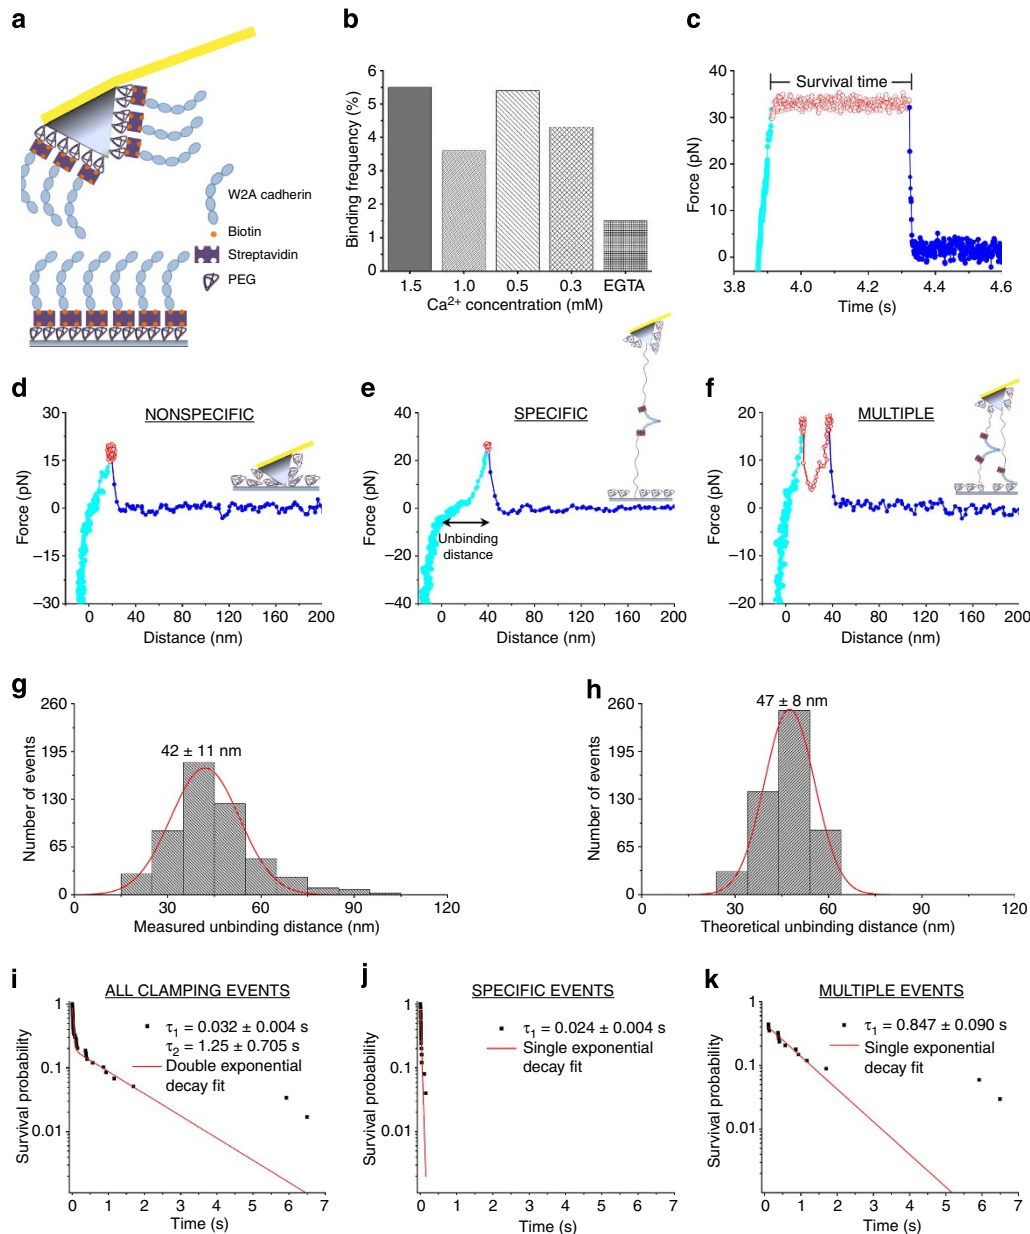 a
W2A cadherin
Biotin
Streptavidin
PEG
b
Binding frequency (%)
6
5
4
3
2
1
0
1.5 1.0 0.5 0.3 EGTA
Ca²⁺ concentration (mM)
c
Survival time
Force (pN)
40
30
20
10
0
3.8 4.0 4.2 4.4 4.6
Time (s)
d
NONSPECIFIC
Force (pN)
30
15
0
−15
−30
0 40 80 120 160 200
Distance (nm)
e
SPECIFIC
Force (pN)
40
20
0
−20
−40
Unbinding
distance
0 40 80 120 160 200
Distance (nm)
f
MULTIPLE
Force (pN)
20
10
0
−10
−20
0 40 80 120 160 200
Distance (nm)
g
42 ± 11 nm
Number of events
260
195
130
65
0
0 30 60 90 120
Measured unbinding distance (nm)
h
47 ± 8 nm
Number of events
260
195
130
65
0
0 30 60 90 120
Theoretical unbinding distance (nm)
i
ALL CLAMPING EVENTS
τ₁ = 0.032 ± 0.004 s
τ₂ = 1.25 ± 0.705 s
Double exponential
decay fit
Survival probability
1
0.1
0.01
0 1 2 3 4 5 6 7
Time (s)
j
SPECIFIC EVENTS
τ₁ = 0.024 ± 0.004 s
Single exponential
decay fit
Survival probability
1
0.1
0.01
0 1 2 3 4 5 6 7
Time (s)
k
MULTIPLE EVENTS
τ₁ = 0.847 ± 0.090 s
Single exponential
decay fit
Survival probability
1
0.1
0.01
0 1 2 3 4 5 6 7
Time (s)